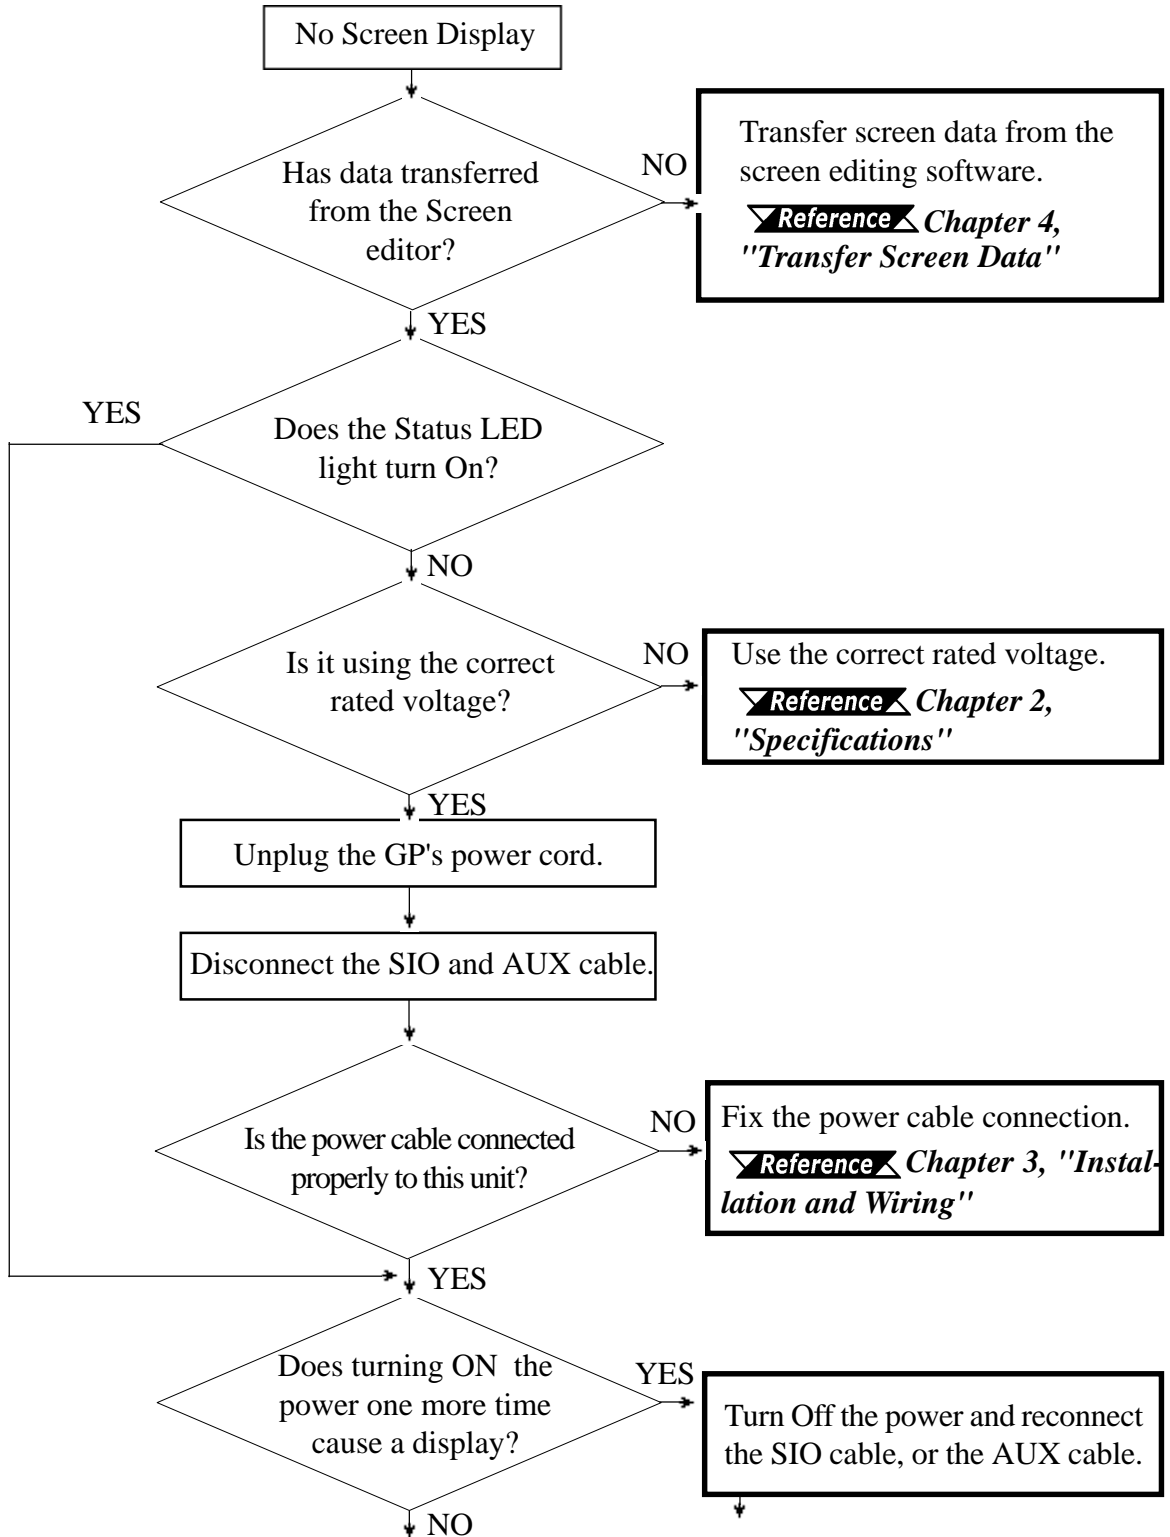 No Screen Display
Has data transferred
from the Screen
editor?
NO
Transfer screen data from the
screen editing software.
Reference Chapter 4,
"Transfer Screen Data"
YES
YES
Does the Status LED
light turn On?
NO
Is it using the correct
rated voltage?
NO
Use the correct rated voltage.
Reference Chapter 2,
"Specifications"
YES
Unplug the GP's power cord.
Disconnect the SIO and AUX cable.
Is the power cable connected
properly to this unit?
NO
Fix the power cable connection.
Reference Chapter 3, "Instal-
lation and Wiring"
YES
Does turning ON the
power one more time
cause a display?
YES
Turn Off the power and reconnect
the SIO cable, or the AUX cable.
NO